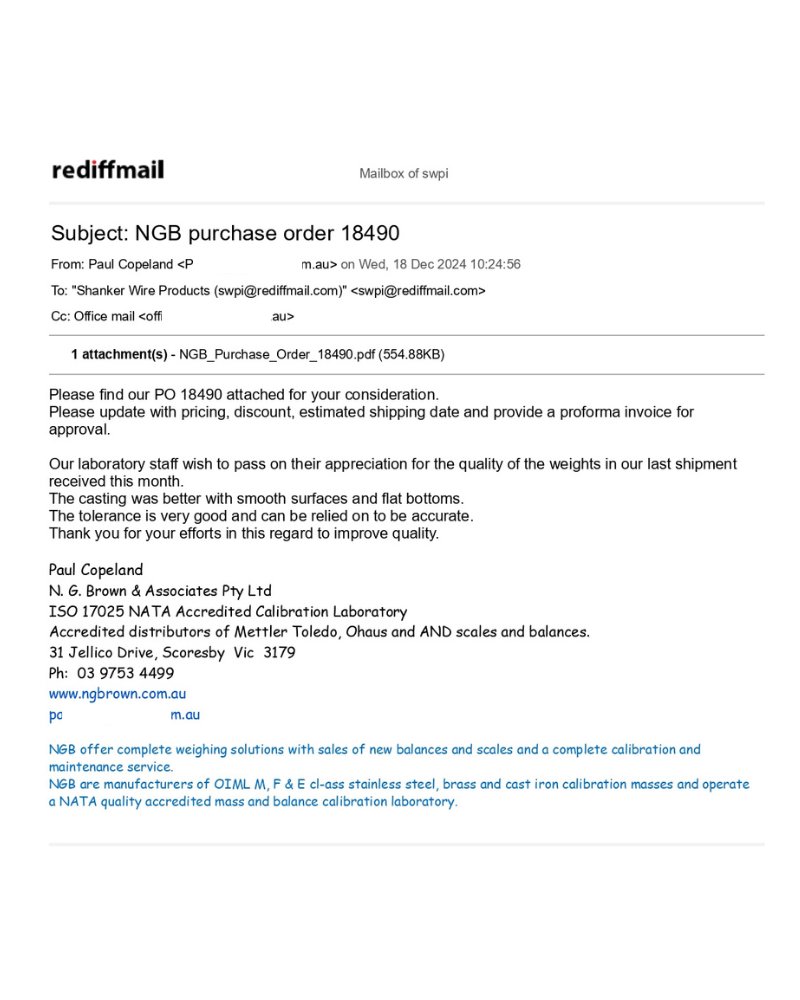 rediffmail
Mailbox of swpi
Subject: NGB purchase order 18490
From: Paul Copeland <P m.au> on Wed, 18 Dec 2024 10:24:56
To: "Shanker Wire Products (swpi@rediffmail.com)" <swpi@rediffmail.com>
Cc: Office mail <offi .au>
1 attachment(s) - NGB_Purchase_Order_18490.pdf (554.88KB)
Please find our PO 18490 attached for your consideration.
Please update with pricing, discount, estimated shipping date and provide a proforma invoice for
approval.
Our laboratory staff wish to pass on their appreciation for the quality of the weights in our last shipment
received this month.
The casting was better with smooth surfaces and flat bottoms.
The tolerance is very good and can be relied on to be accurate.
Thank you for your efforts in this regard to improve quality.
Paul Copeland
N. G. Brown & Associates Pty Ltd
ISO 17025 NATA Accredited Calibration Laboratory
Accredited distributors of Mettler Toledo, Ohaus and AND scales and balances.
31 Jellico Drive, Scoresby Vic 3179
Ph: 03 9753 4499
www.ngbrown.com.au
pc m.au
NGB offer complete weighing solutions with sales of new balances and scales and a complete calibration and
maintenance service.
NGB are manufacturers of OIML M, F & E cl-ass stainless steel, brass and cast iron calibration masses and operate
a NATA quality accredited mass and balance calibration laboratory.